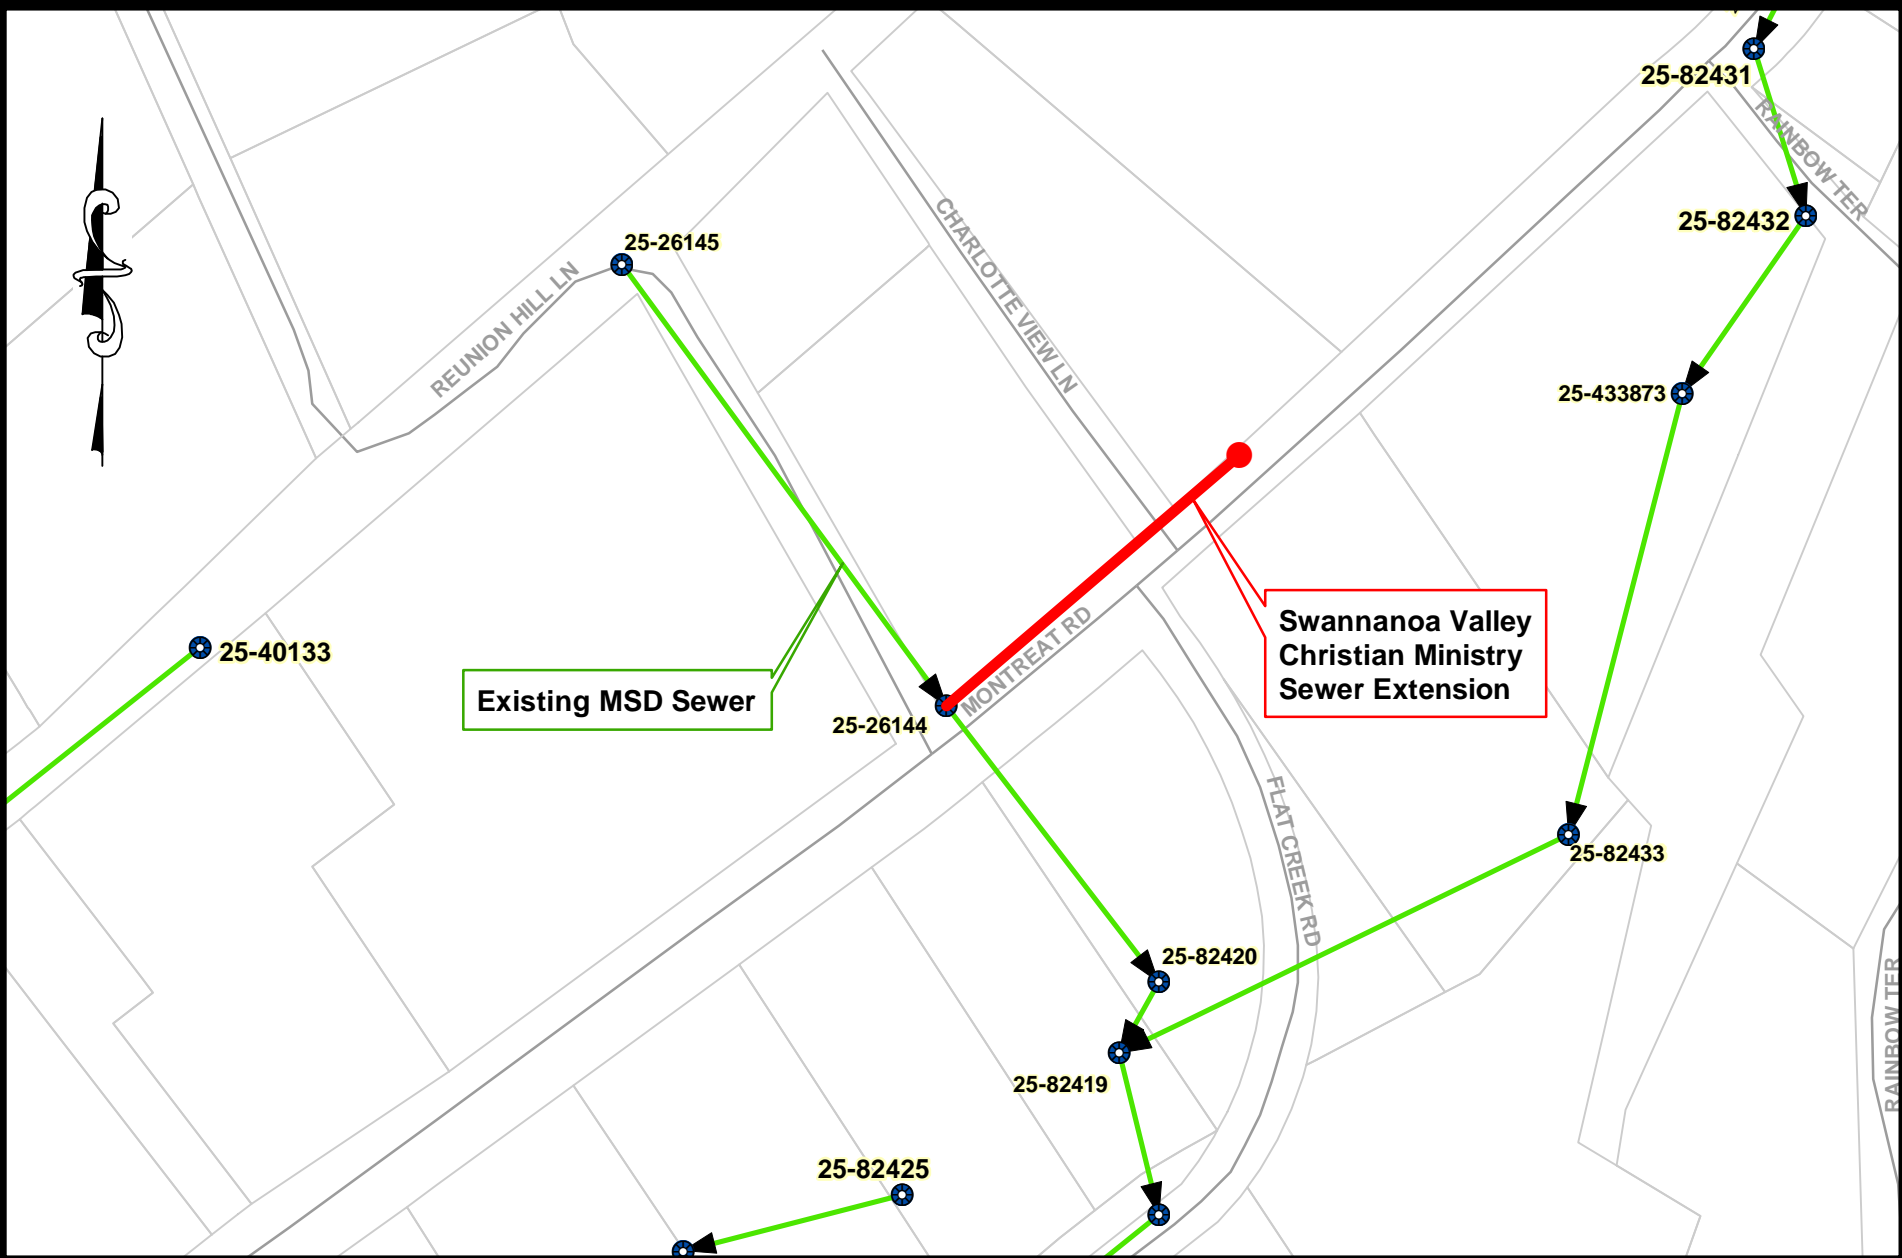 25-82431
RAINBOW TER
25-82432
25-26145
CHARLOTTE VIEW LN
REUNION HILL LN
25-433873
Swannanoa Valley
Christian Ministry
Sewer Extension
MONTREAT RD
25-40133
Existing MSD Sewer
25-26144
FLAT CREEK RD
25-82433
25-82420
RAINBOW TER
25-82419
25-82425